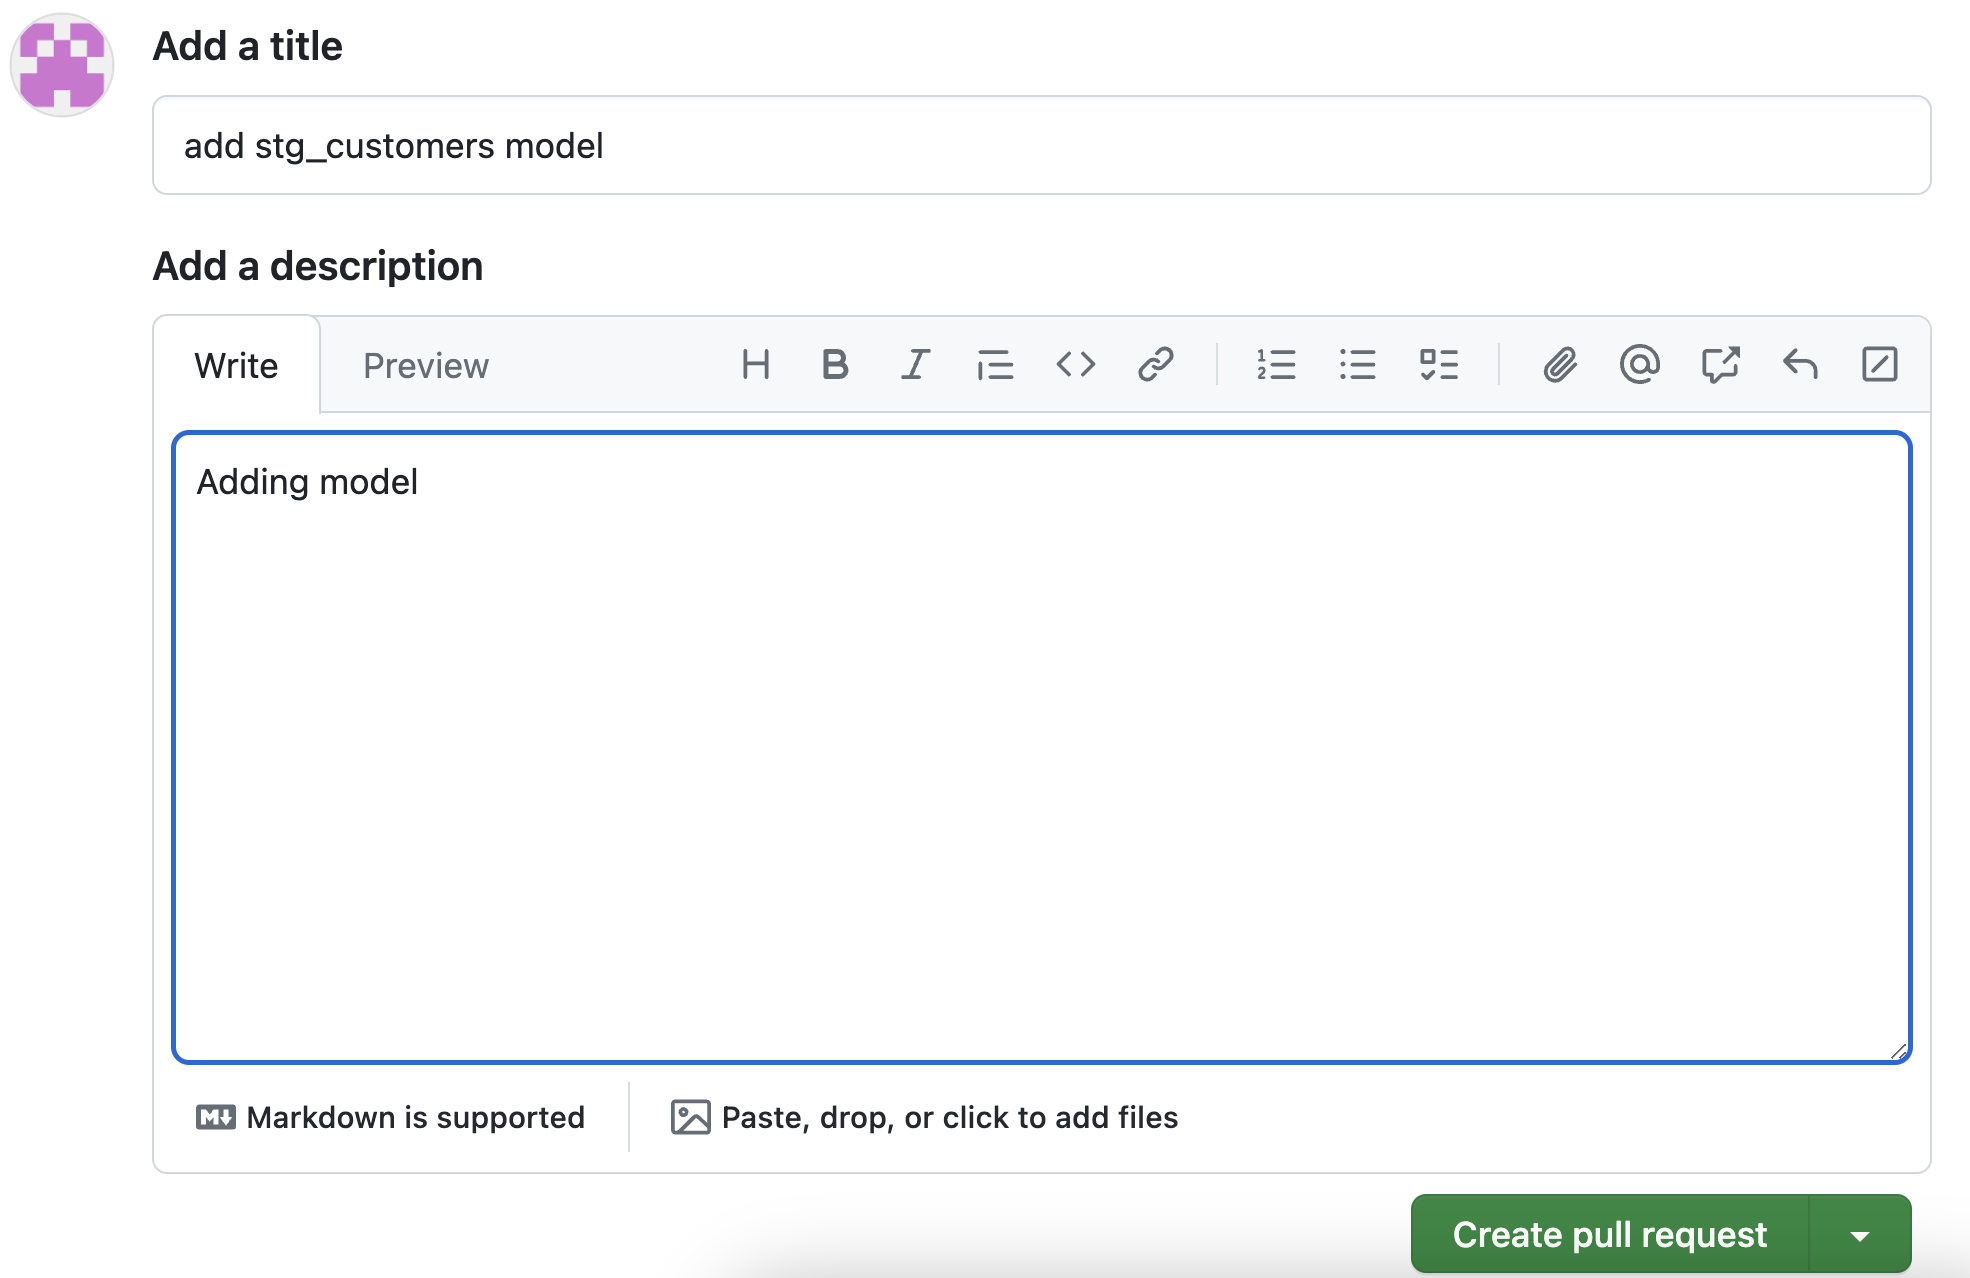 Add a title
add stg_customers model
Add a description
Write Preview
Adding model
Markdown is supported Paste, drop, or click to add files
Create pull request